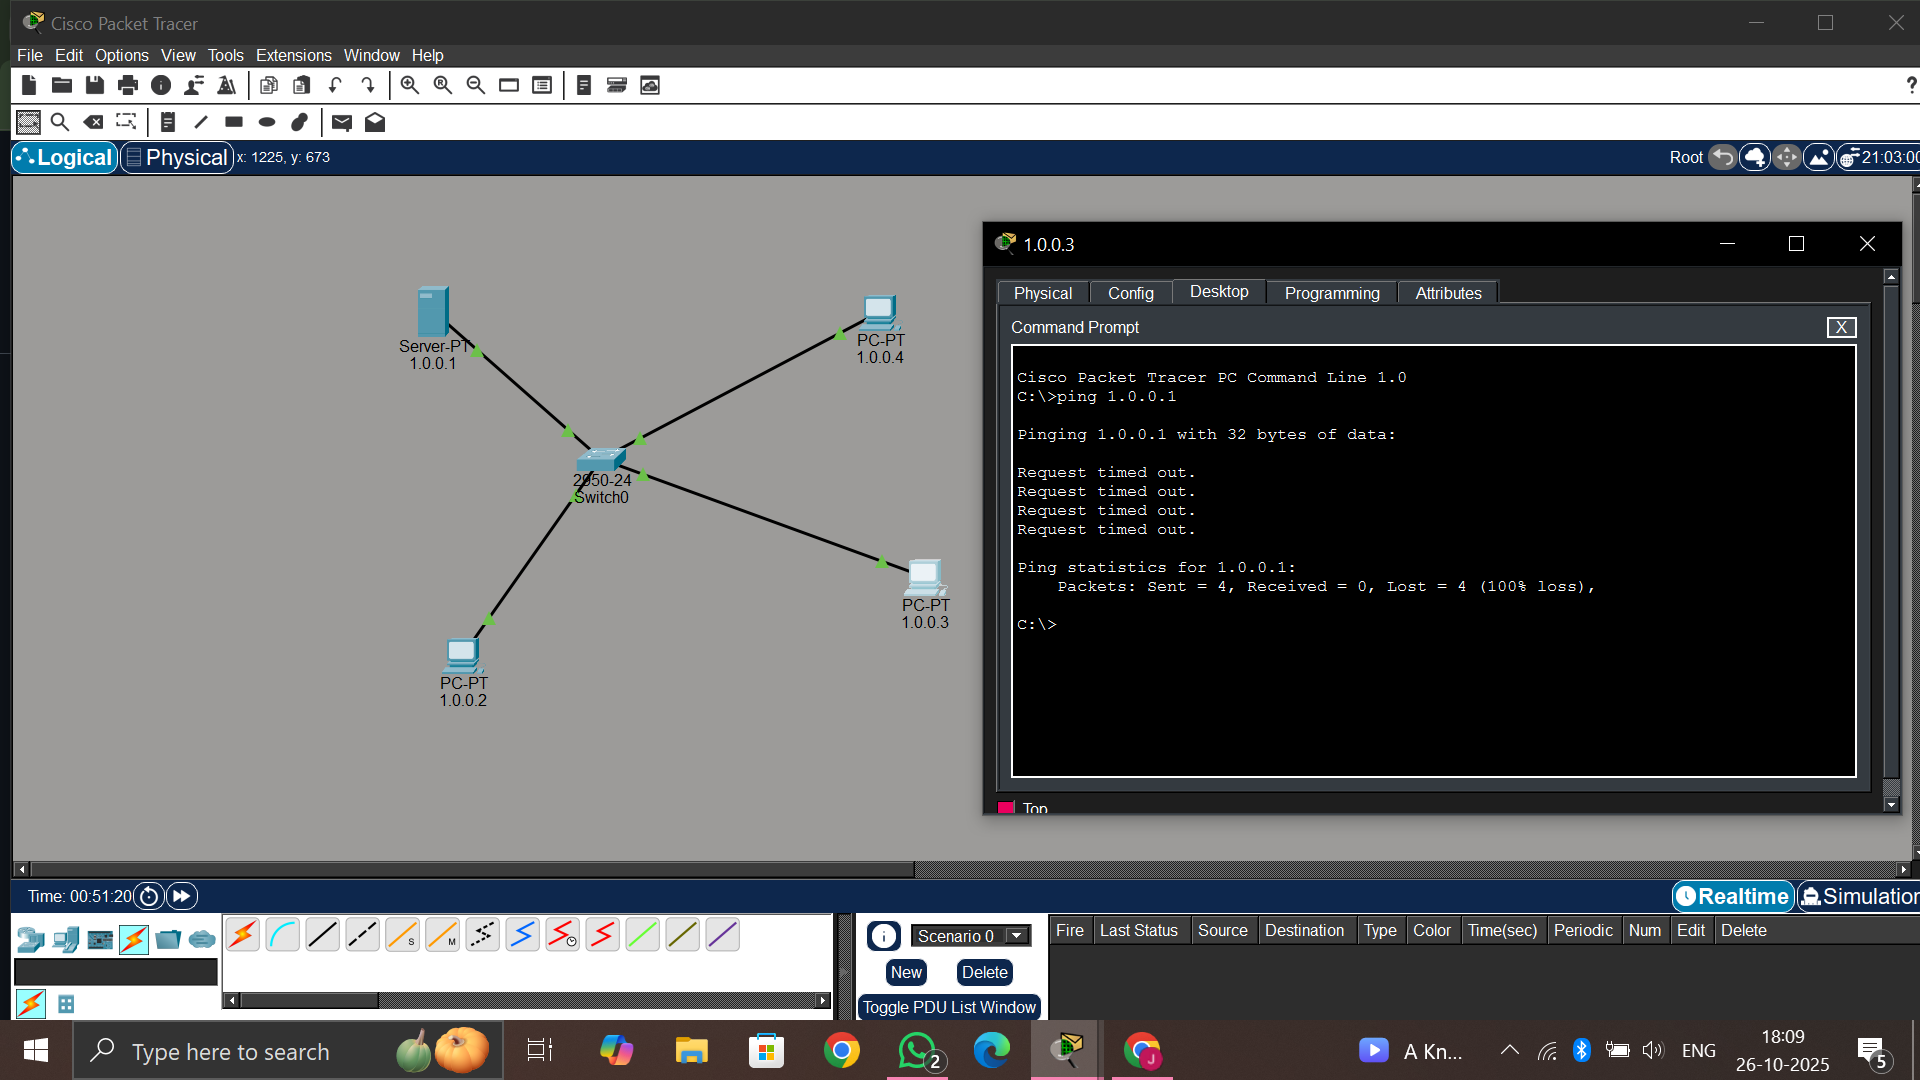 Cisco Packet Tracer
File Edit Options View Tools Extensions Window Help
?
Logical Physical x: 1225, y: 673
Root 21:03:00
Server-PT
1.0.0.1
PC-PT
1.0.0.4
2950-24
Switch0
PC-PT
1.0.0.3
PC-PT
1.0.0.2
1.0.0.3
Physical Config Desktop Programming Attributes
Command Prompt
X
Cisco Packet Tracer PC Command Line 1.0
C:\>ping 1.0.0.1
Pinging 1.0.0.1 with 32 bytes of data:
Request timed out.
Request timed out.
Request timed out.
Request timed out.
Ping statistics for 1.0.0.1:
Packets: Sent = 4, Received = 0, Lost = 4 (100% loss),
C:\>
Top
Time: 00:51:20
Realtime Simulation
S M
Scenario 0
New Delete
Toggle PDU List Window
Fire Last Status Source Destination Type Color Time(sec) Periodic Num Edit Delete
Type here to search
2
J
A Kn...
ENG
18:09
26-10-2025
5